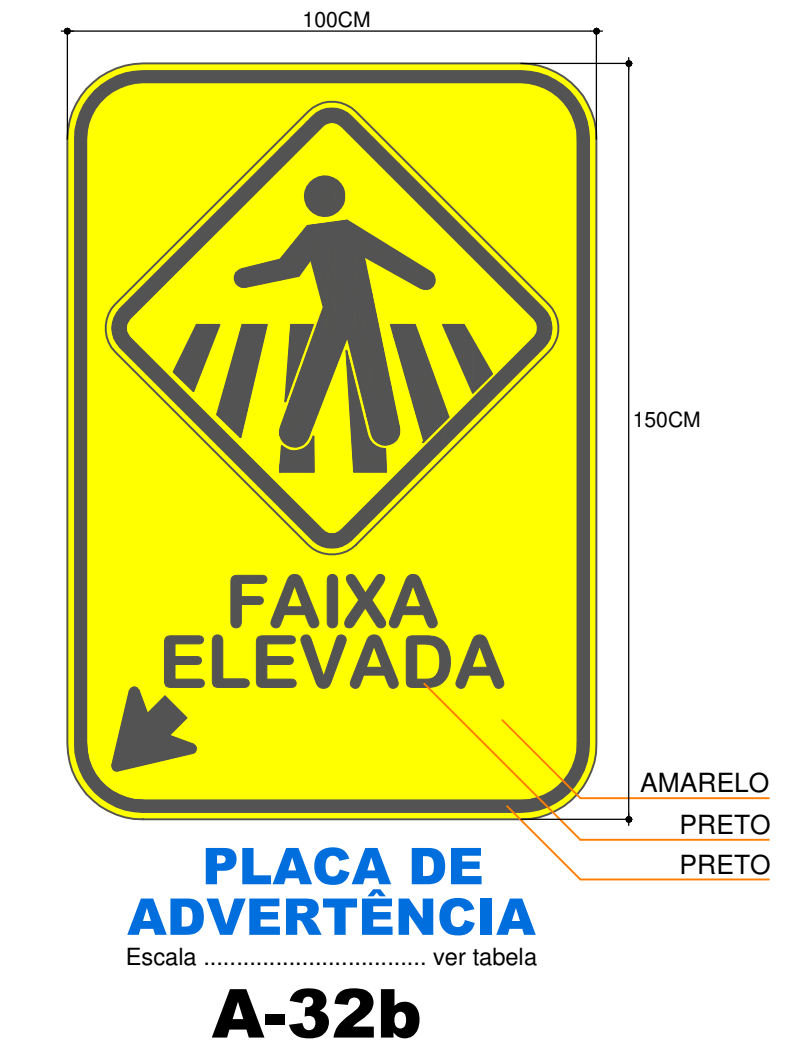 100CM
150CM
FAIXA
ELEVADA
AMARELO
PRETO
PRETO
PLACA DE
ADVERTÊNCIA
Escala .................................. ver tabela
A-32b